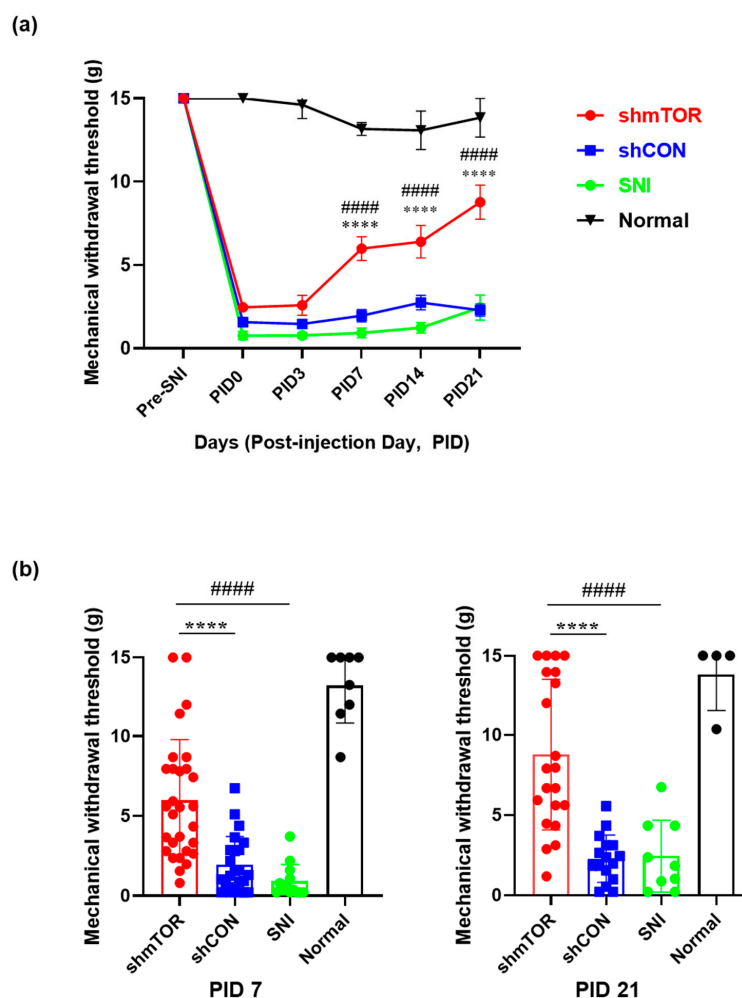 (a)
Mechanical withdrawal threshold (g)
15
10
5
0
####
****
####
****
####
****
shmTOR
shCON
SNI
Normal
Pre-SNI
PID0
PID3
PID7
PID14
PID21
Days (Post-injection Day, PID)
(b)
Mechanical withdrawal threshold (g)
15
10
5
0
####
****
shmTOR
shCON
SNI
Normal
PID 7
Mechanical withdrawal threshold (g)
15
10
5
0
####
****
shmTOR
shCON
SNI
Normal
PID 21